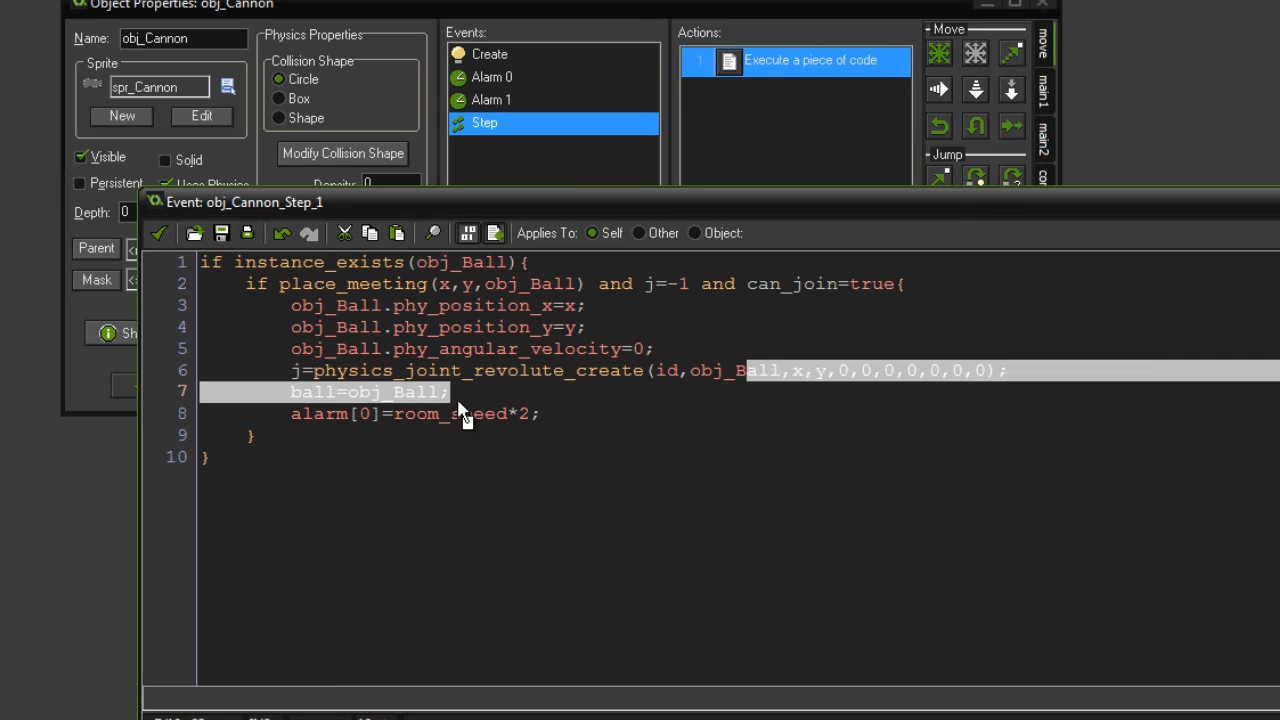 Object Properties: obj_Cannon
Name: obj_Cannon
Sprite
spr_Cannon
New Edit
Visible Solid
Persistent Uses Physics
Depth: 0
Parent
Mask
Physics Properties
Collision Shape
Circle
Box
Shape
Modify Collision Shape
Density: 0
Events:
Create
Alarm 0
Alarm 1
Step
Actions:
1 Execute a piece of code
Move
Jump
move
main1
main2
Event: obj_Cannon_Step_1
Applies To: Self Other Object:
1 if instance_exists(obj_Ball){
2 if place_meeting(x,y,obj_Ball) and j=-1 and can_join=true{
3 obj_Ball.phy_position_x=x;
4 obj_Ball.phy_position_y=y;
5 obj_Ball.phy_angular_velocity=0;
6 j=physics_joint_revolute_create(id,obj_Ball,x,y,0,0,0,0,0,0,0);
7 ball=obj_Ball;
8 alarm[0]=room_speed*2;
9 }
10 }